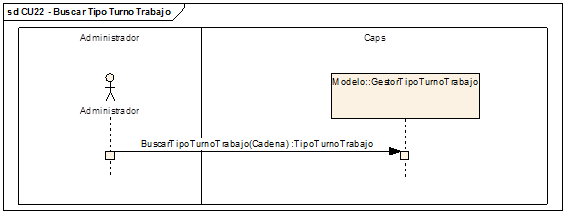 sd CU22 - Buscar Tipo Turno Trabajo
Administrador
Caps
Modelo::GestorTipoTurnoTrabajo
Administrador
BuscarTipoTurnoTrabajo(Cadena) :TipoTurnoTrabajo